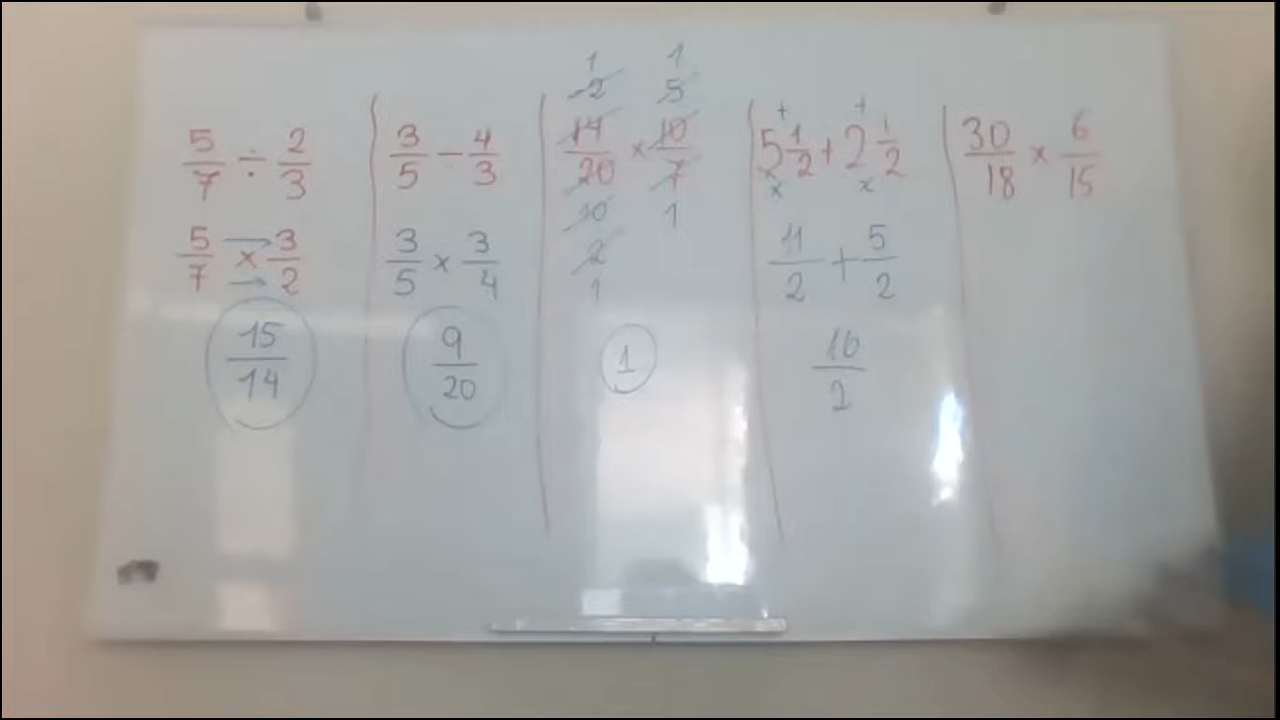 5/7 ÷ 2/3
5/7 × 3/2
15/14
3/5 − 4/3
3/5 × 3/4
9/20
1 1
2 5
14/20 × 10/7
10 1
2
1
1
+ +
5 1/2 + 2 1/2
× ×
11/2 + 5/2
16/2
30/18 × 6/15